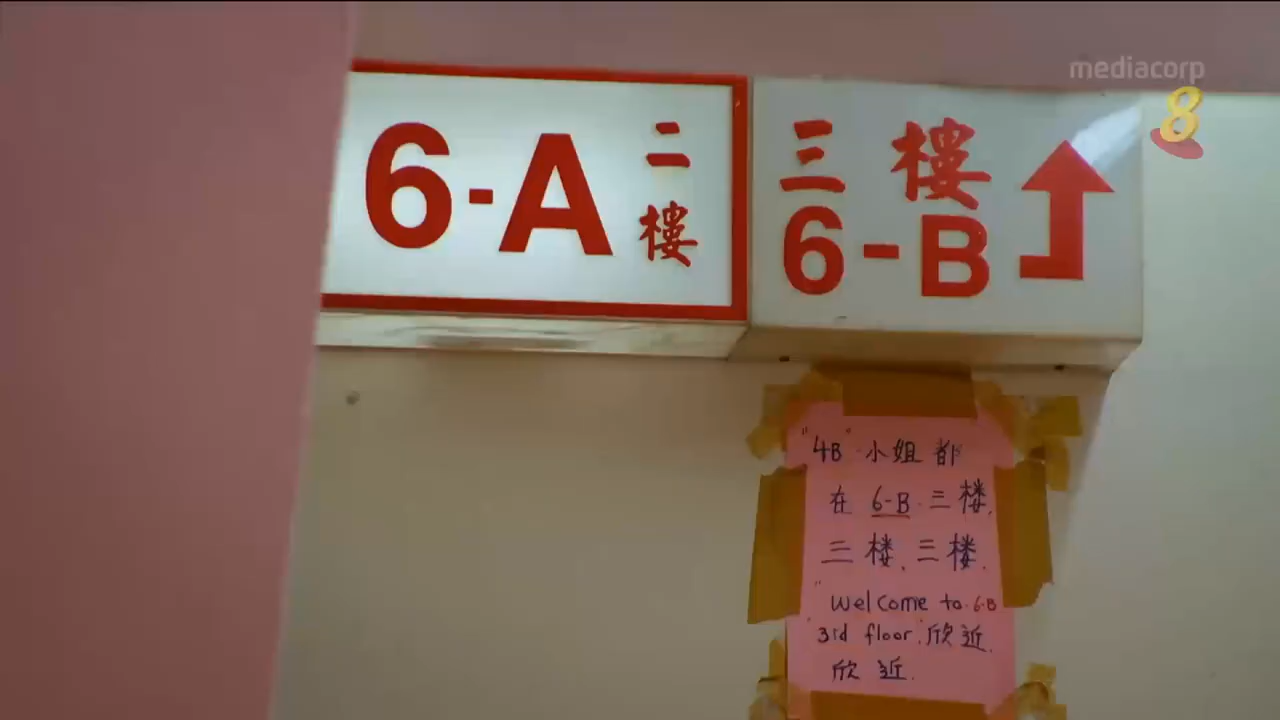 mediacorp
8
6-A
二
樓
三樓
6-B
"4B" 小姐都
在 6-B 三楼,
三楼, 三楼.
"Welcome to 6-B
3rd floor", 欣近,
欣近.